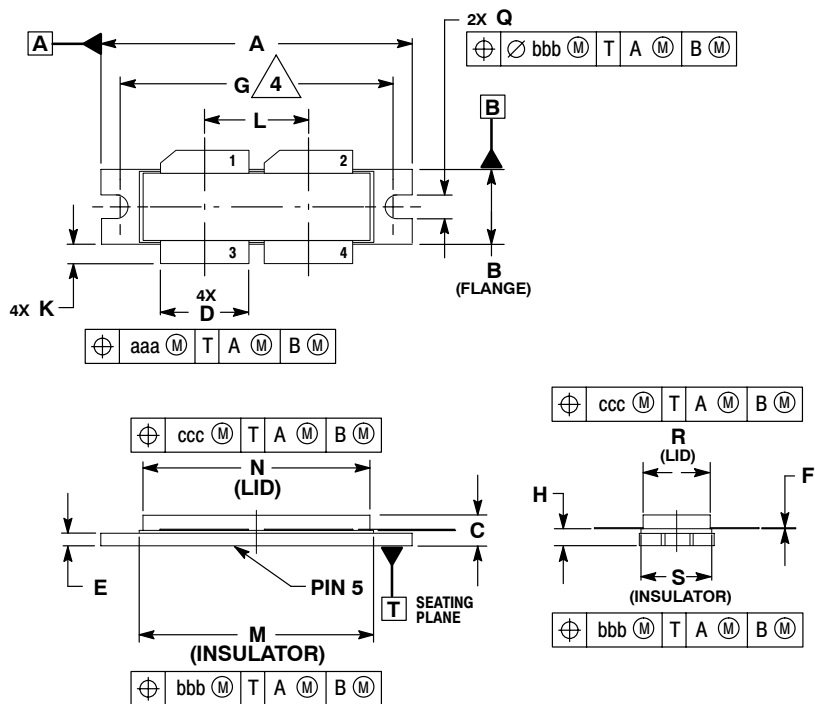 A
A
2X Q
⌖ ∅ bbb Ⓜ T A Ⓜ B Ⓜ
G 4
L
B
1
2
3
4
B
(FLANGE)
4X K
4X
D
⌖ aaa Ⓜ T A Ⓜ B Ⓜ
⌖ ccc Ⓜ T A Ⓜ B Ⓜ
N
(LID)
C
E
PIN 5
T SEATING
PLANE
M
(INSULATOR)
⌖ bbb Ⓜ T A Ⓜ B Ⓜ
⌖ ccc Ⓜ T A Ⓜ B Ⓜ
R
(LID)
H
F
S
(INSULATOR)
⌖ bbb Ⓜ T A Ⓜ B Ⓜ